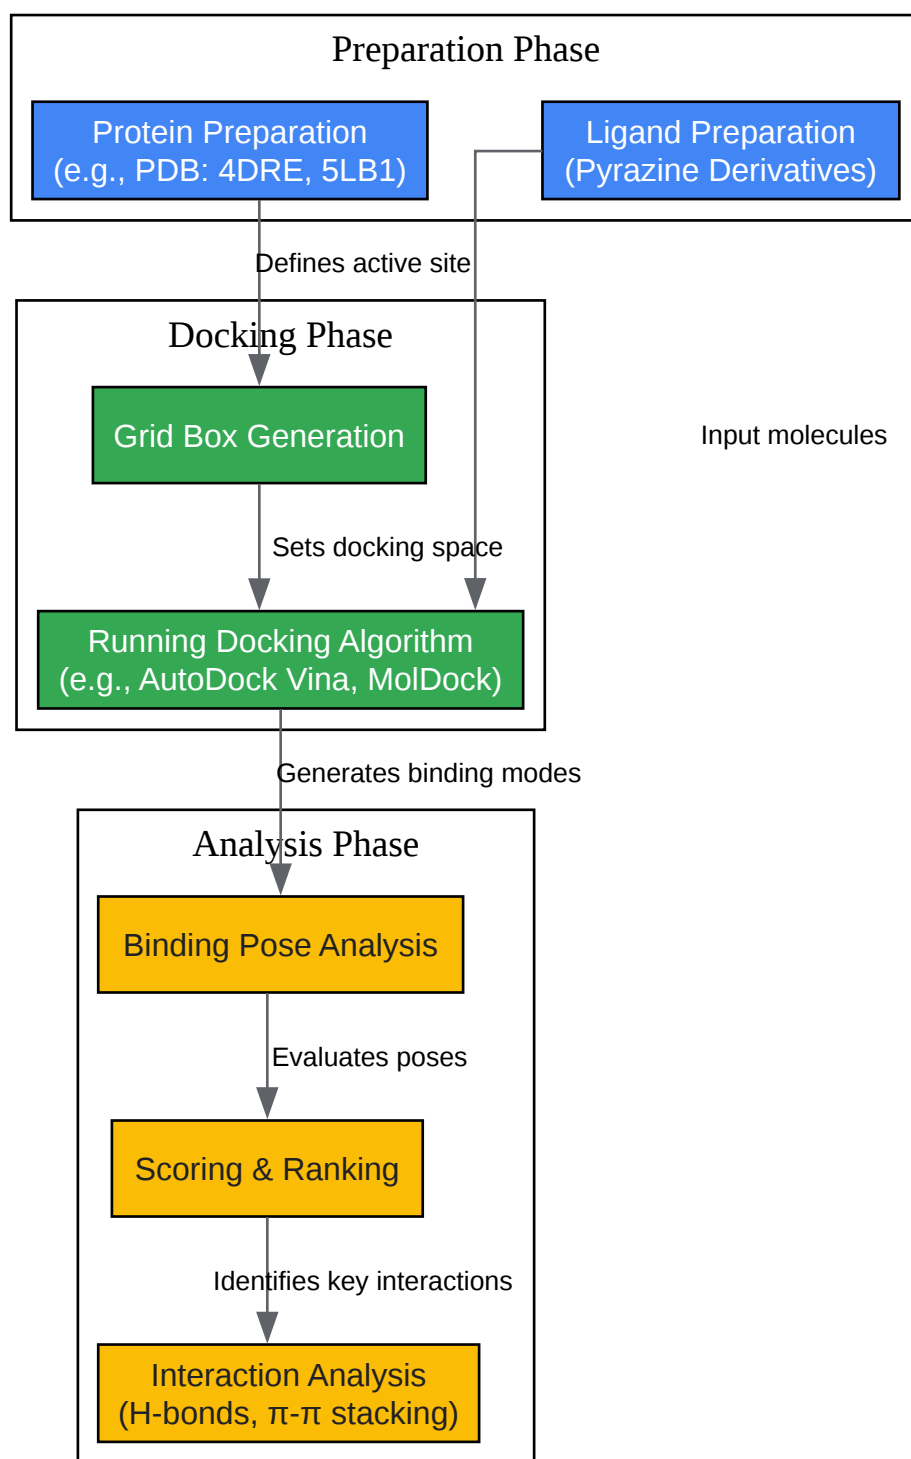 Preparation Phase
Protein Preparation
(e.g., PDB: 4DRE, 5LB1)
Ligand Preparation
(Pyrazine Derivatives)
Defines active site
Docking Phase
Grid Box Generation
Input molecules
Sets docking space
Running Docking Algorithm
(e.g., AutoDock Vina, MolDock)
Generates binding modes
Analysis Phase
Binding Pose Analysis
Evaluates poses
Scoring & Ranking
Identifies key interactions
Interaction Analysis
(H-bonds, π-π stacking)